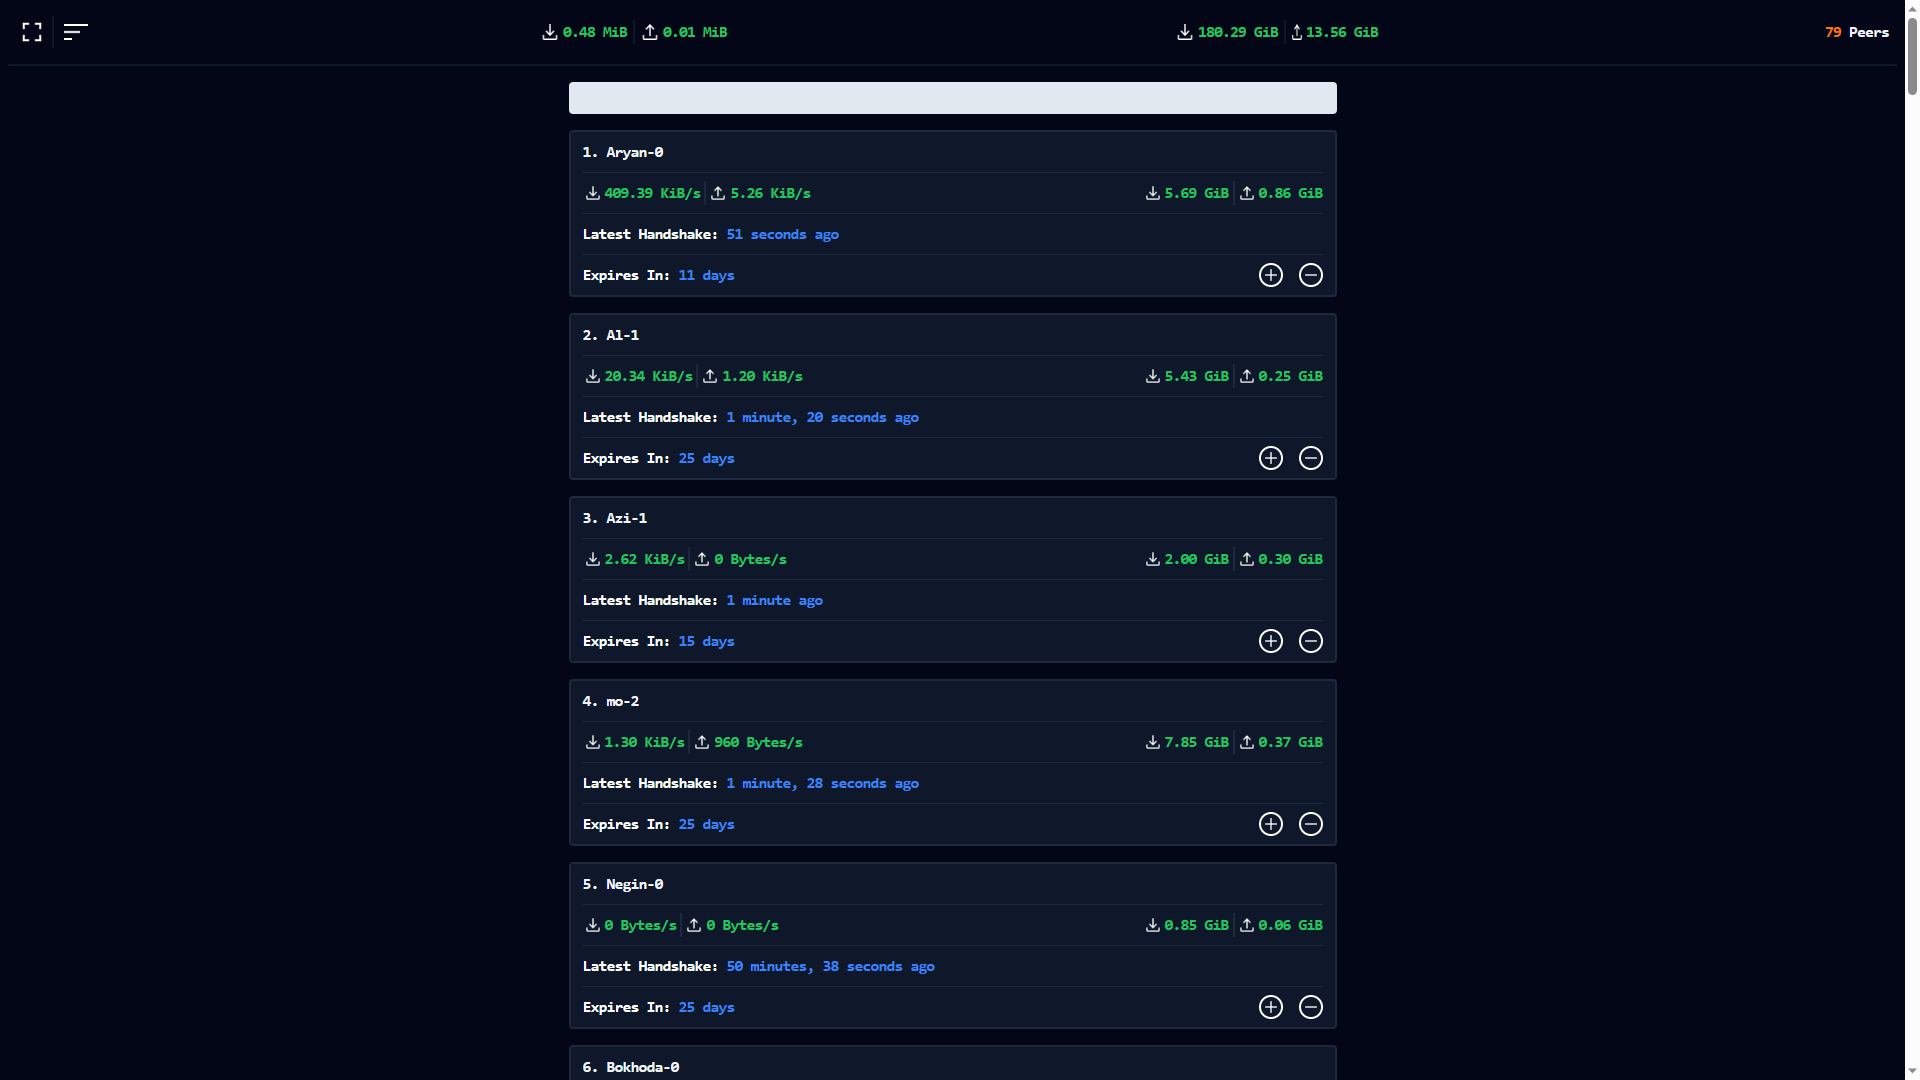 0.48 MiB 0.01 MiB 180.29 GiB 13.56 GiB 79 Peers
1. Aryan-0
409.39 KiB/s 5.26 KiB/s 5.69 GiB 0.86 GiB
Latest Handshake: 51 seconds ago
Expires In: 11 days
2. Al-1
20.34 KiB/s 1.20 KiB/s 5.43 GiB 0.25 GiB
Latest Handshake: 1 minute, 20 seconds ago
Expires In: 25 days
3. Azi-1
2.62 KiB/s 0 Bytes/s 2.00 GiB 0.30 GiB
Latest Handshake: 1 minute ago
Expires In: 15 days
4. mo-2
1.30 KiB/s 960 Bytes/s 7.85 GiB 0.37 GiB
Latest Handshake: 1 minute, 28 seconds ago
Expires In: 25 days
5. Negin-0
0 Bytes/s 0 Bytes/s 0.85 GiB 0.06 GiB
Latest Handshake: 50 minutes, 38 seconds ago
Expires In: 25 days
6. Bokhoda-0